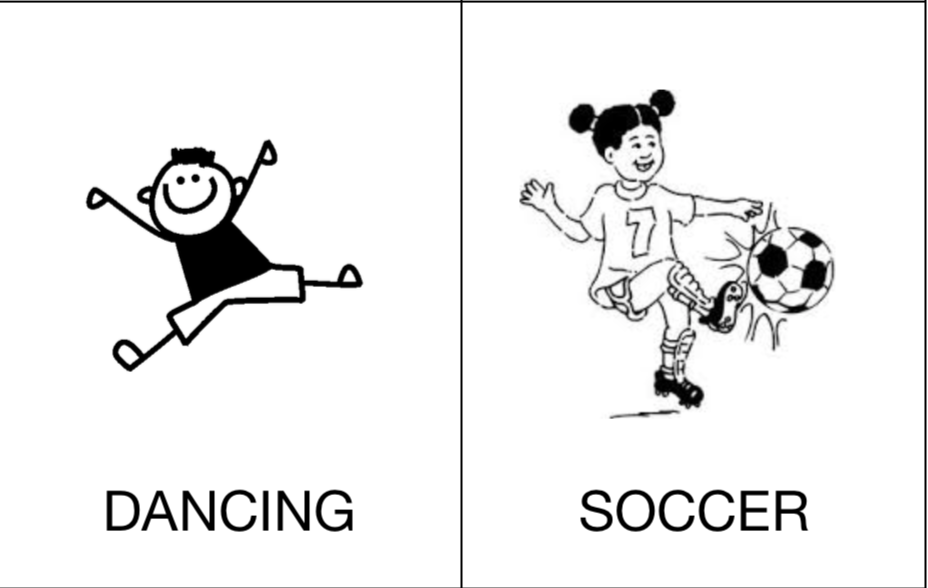 7
DANCING
SOCCER